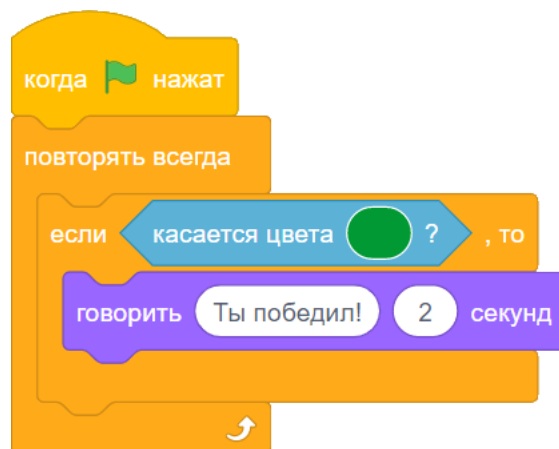 когда нажат
повторять всегда
если касается цвета ? , то
говорить Ты победил! 2 секунд